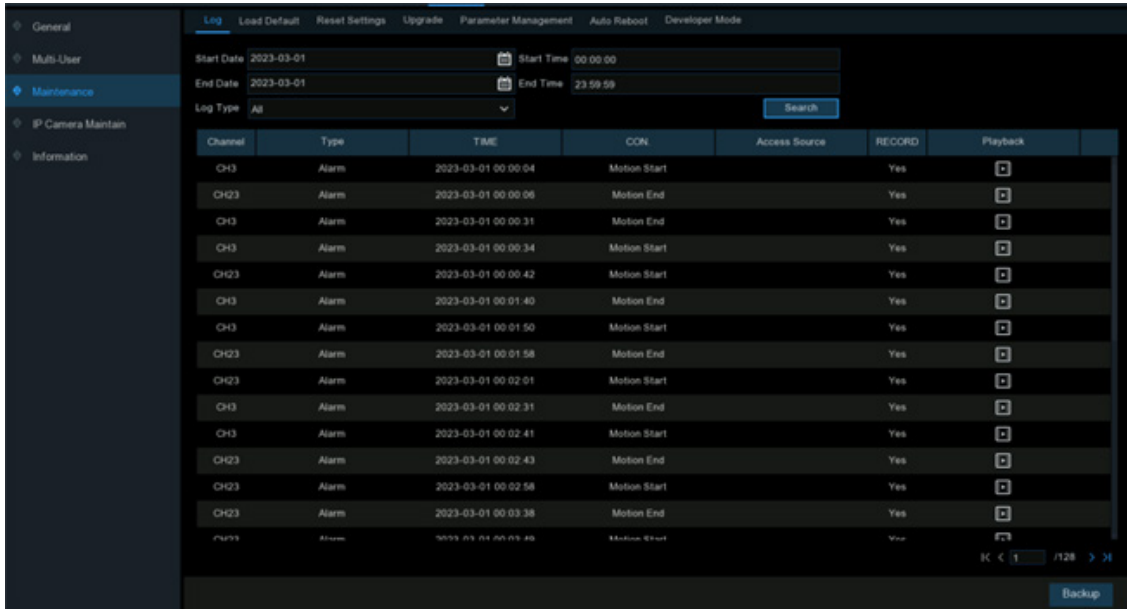 General
Multi-User
Maintenance
IP Camera Maintain
Information
Log Load Default Reset Settings Upgrade Parameter Management Auto Reboot Developer Mode
Start Date 2023-03-01 Start Time 00:00:00
End Date 2023-03-01 End Time 23:59:59
Log Type All Search
Channel Type TIME CON. Access Source RECORD Playback
CH3 Alarm 2023-03-01 00:00:04 Motion Start Yes
CH23 Alarm 2023-03-01 00:00:06 Motion End Yes
CH3 Alarm 2023-03-01 00:00:31 Motion End Yes
CH3 Alarm 2023-03-01 00:00:34 Motion Start Yes
CH23 Alarm 2023-03-01 00:00:42 Motion Start Yes
CH3 Alarm 2023-03-01 00:01:40 Motion End Yes
CH3 Alarm 2023-03-01 00:01:50 Motion Start Yes
CH23 Alarm 2023-03-01 00:01:58 Motion End Yes
CH23 Alarm 2023-03-01 00:02:01 Motion Start Yes
CH3 Alarm 2023-03-01 00:02:31 Motion End Yes
CH3 Alarm 2023-03-01 00:02:41 Motion Start Yes
CH23 Alarm 2023-03-01 00:02:43 Motion End Yes
CH23 Alarm 2023-03-01 00:02:58 Motion Start Yes
CH23 Alarm 2023-03-01 00:03:38 Motion End Yes
CH23 Alarm 2023-03-01 00:03:49 Motion Start Yes
1 /128
Backup